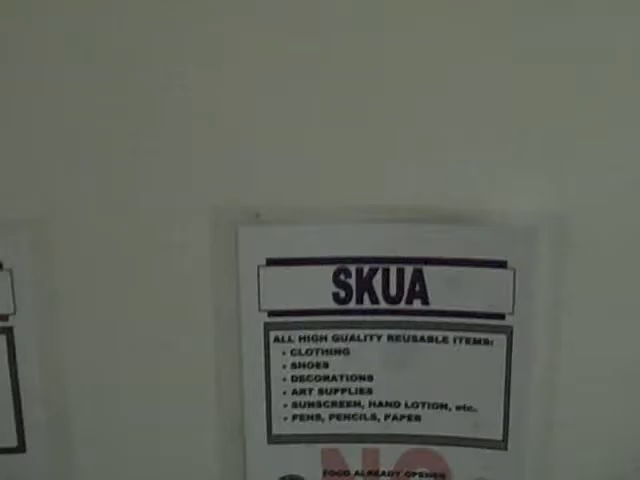 SKUA
ALL HIGH QUALITY REUSABLE ITEMS:
• CLOTHING
• SHOES
• DECORATIONS
• ART SUPPLIES
• SUNSCREEN, HAND LOTION, etc.
• PENS, PENCILS, PAPER
NO
FOOD ALREADY OPENED